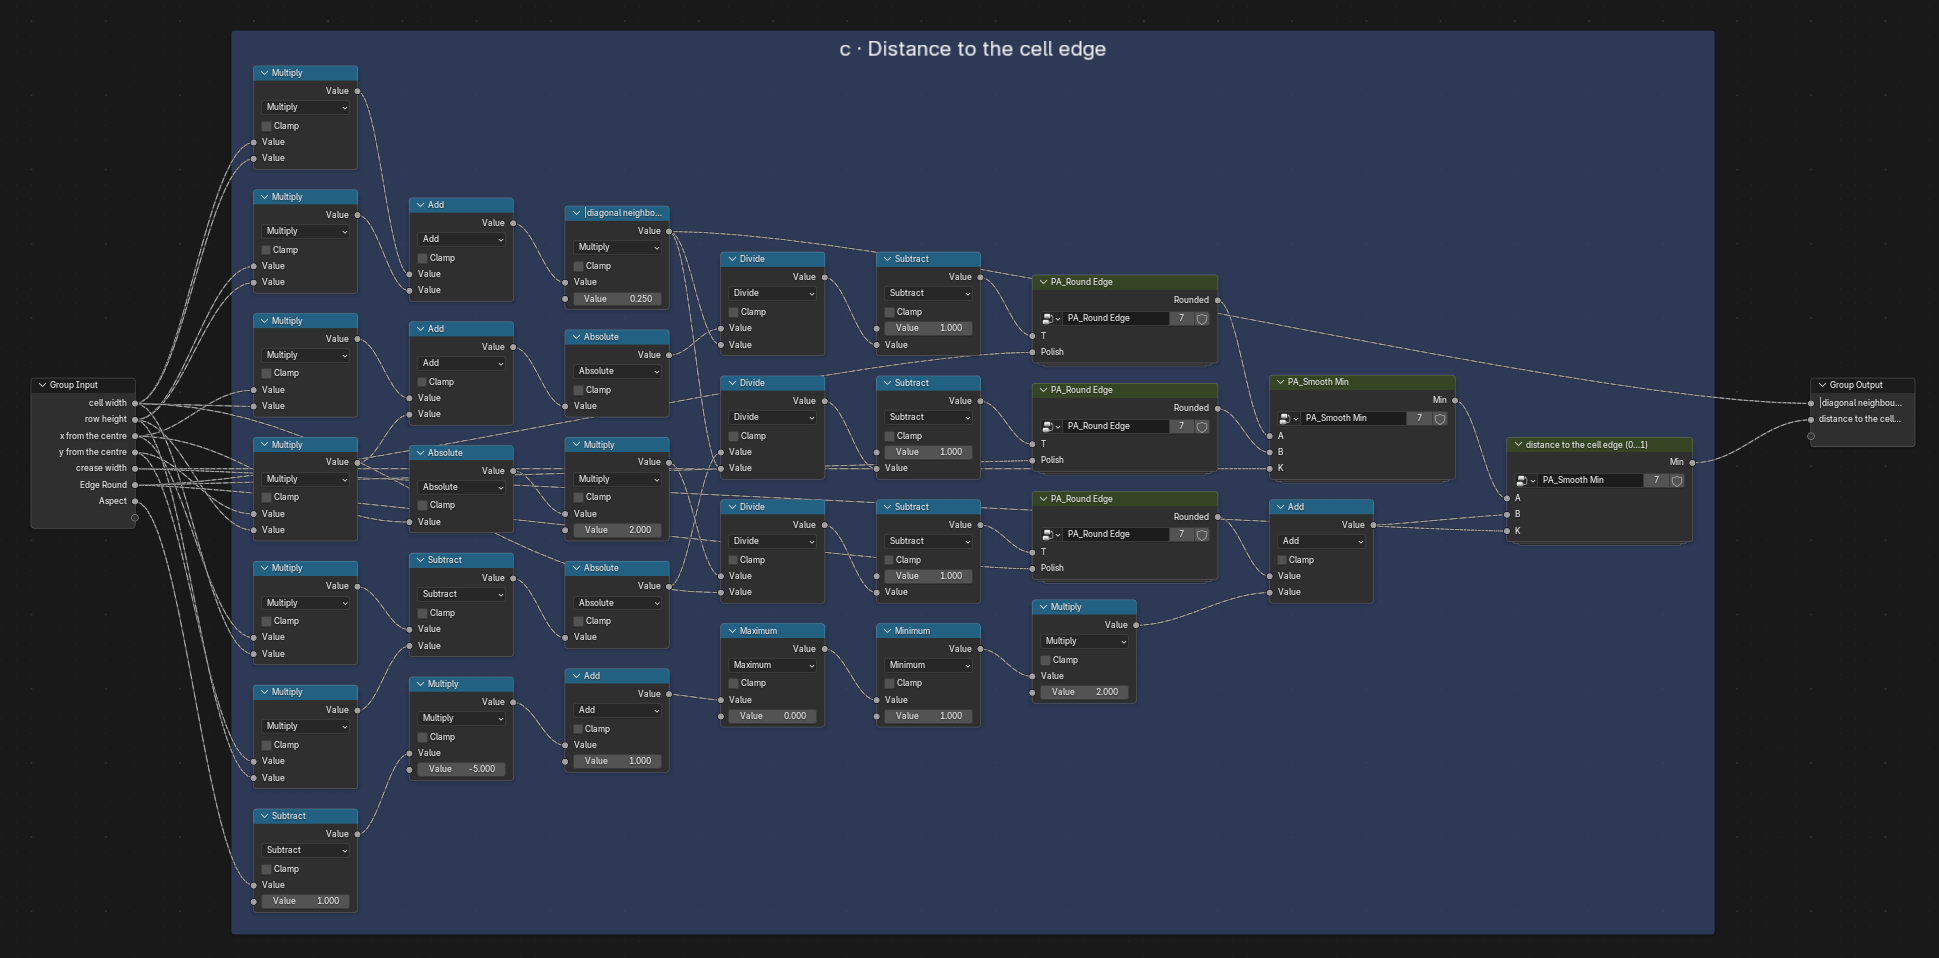 c · Distance to the cell edge
Group Input
cell width
row height
x from the centre
y from the centre
crease width
Edge Round
Aspect
Multiply
Value
Multiply
Clamp
Value
Value
Multiply
Value
Multiply
Clamp
Value
Value
Multiply
Value
Multiply
Clamp
Value
Value
Multiply
Value
Multiply
Clamp
Value
Value
Multiply
Value
Multiply
Clamp
Value
Value
Multiply
Value
Multiply
Clamp
Value
Value
Subtract
Value
Subtract
Clamp
Value
Value 1.000
Add
Value
Add
Clamp
Value
Value
Add
Value
Add
Clamp
Value
Value
Absolute
Value
Absolute
Clamp
Value
Subtract
Value
Subtract
Clamp
Value
Value
Multiply
Value
Multiply
Clamp
Value
Value -5.000
|diagonal neighbo...
Value
Multiply
Clamp
Value
Value 0.250
Absolute
Value
Absolute
Clamp
Value
Multiply
Value
Multiply
Clamp
Value
Value 2.000
Absolute
Value
Absolute
Clamp
Value
Add
Value
Add
Clamp
Value
Value 1.000
Divide
Value
Divide
Clamp
Value
Value
Divide
Value
Divide
Clamp
Value
Value
Divide
Value
Divide
Clamp
Value
Value
Maximum
Value
Maximum
Clamp
Value
Value 0.000
Subtract
Value
Subtract
Clamp
Value 1.000
Value
Subtract
Value
Subtract
Clamp
Value 1.000
Value
Subtract
Value
Subtract
Clamp
Value 1.000
Value
Minimum
Value
Minimum
Clamp
Value
Value 1.000
PA_Round Edge
Rounded
PA_Round Edge 7
T
Polish
PA_Round Edge
Rounded
PA_Round Edge 7
T
Polish
PA_Round Edge
Rounded
PA_Round Edge 7
T
Polish
Multiply
Value
Multiply
Clamp
Value
Value 2.000
PA_Smooth Min
Min
PA_Smooth Min 7
A
B
K
Add
Value
Add
Clamp
Value
Value
distance to the cell edge (0...1)
Min
PA_Smooth Min 7
A
B
K
Group Output
|diagonal neighbou...
distance to the cell...